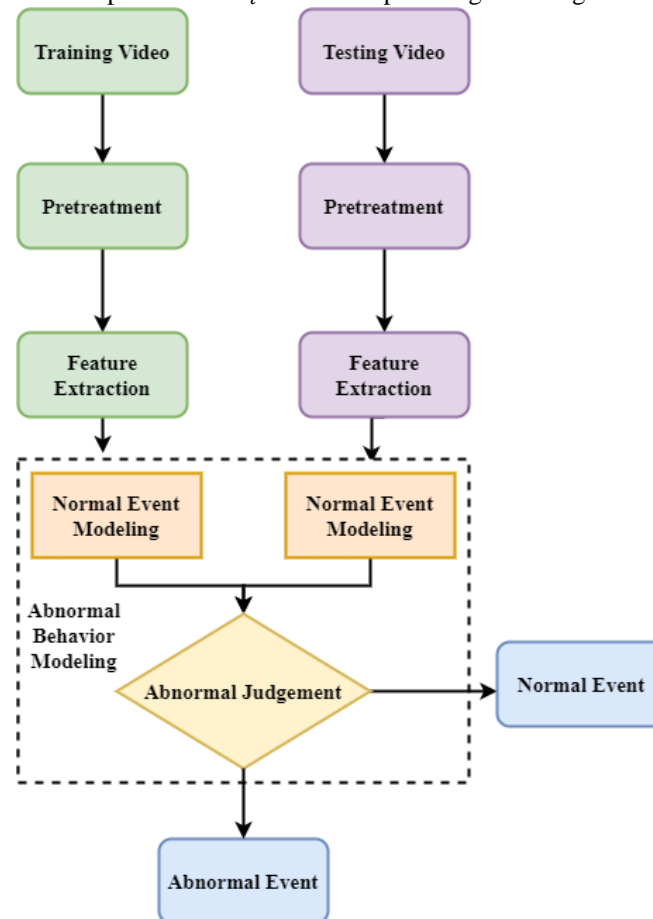 Training Video
Testing Video
Pretreatment
Pretreatment
Feature
Extraction
Feature
Extraction
Normal Event
Modeling
Normal Event
Modeling
Abnormal
Behavior
Modeling
Abnormal Judgement
Normal Event
Abnormal Event